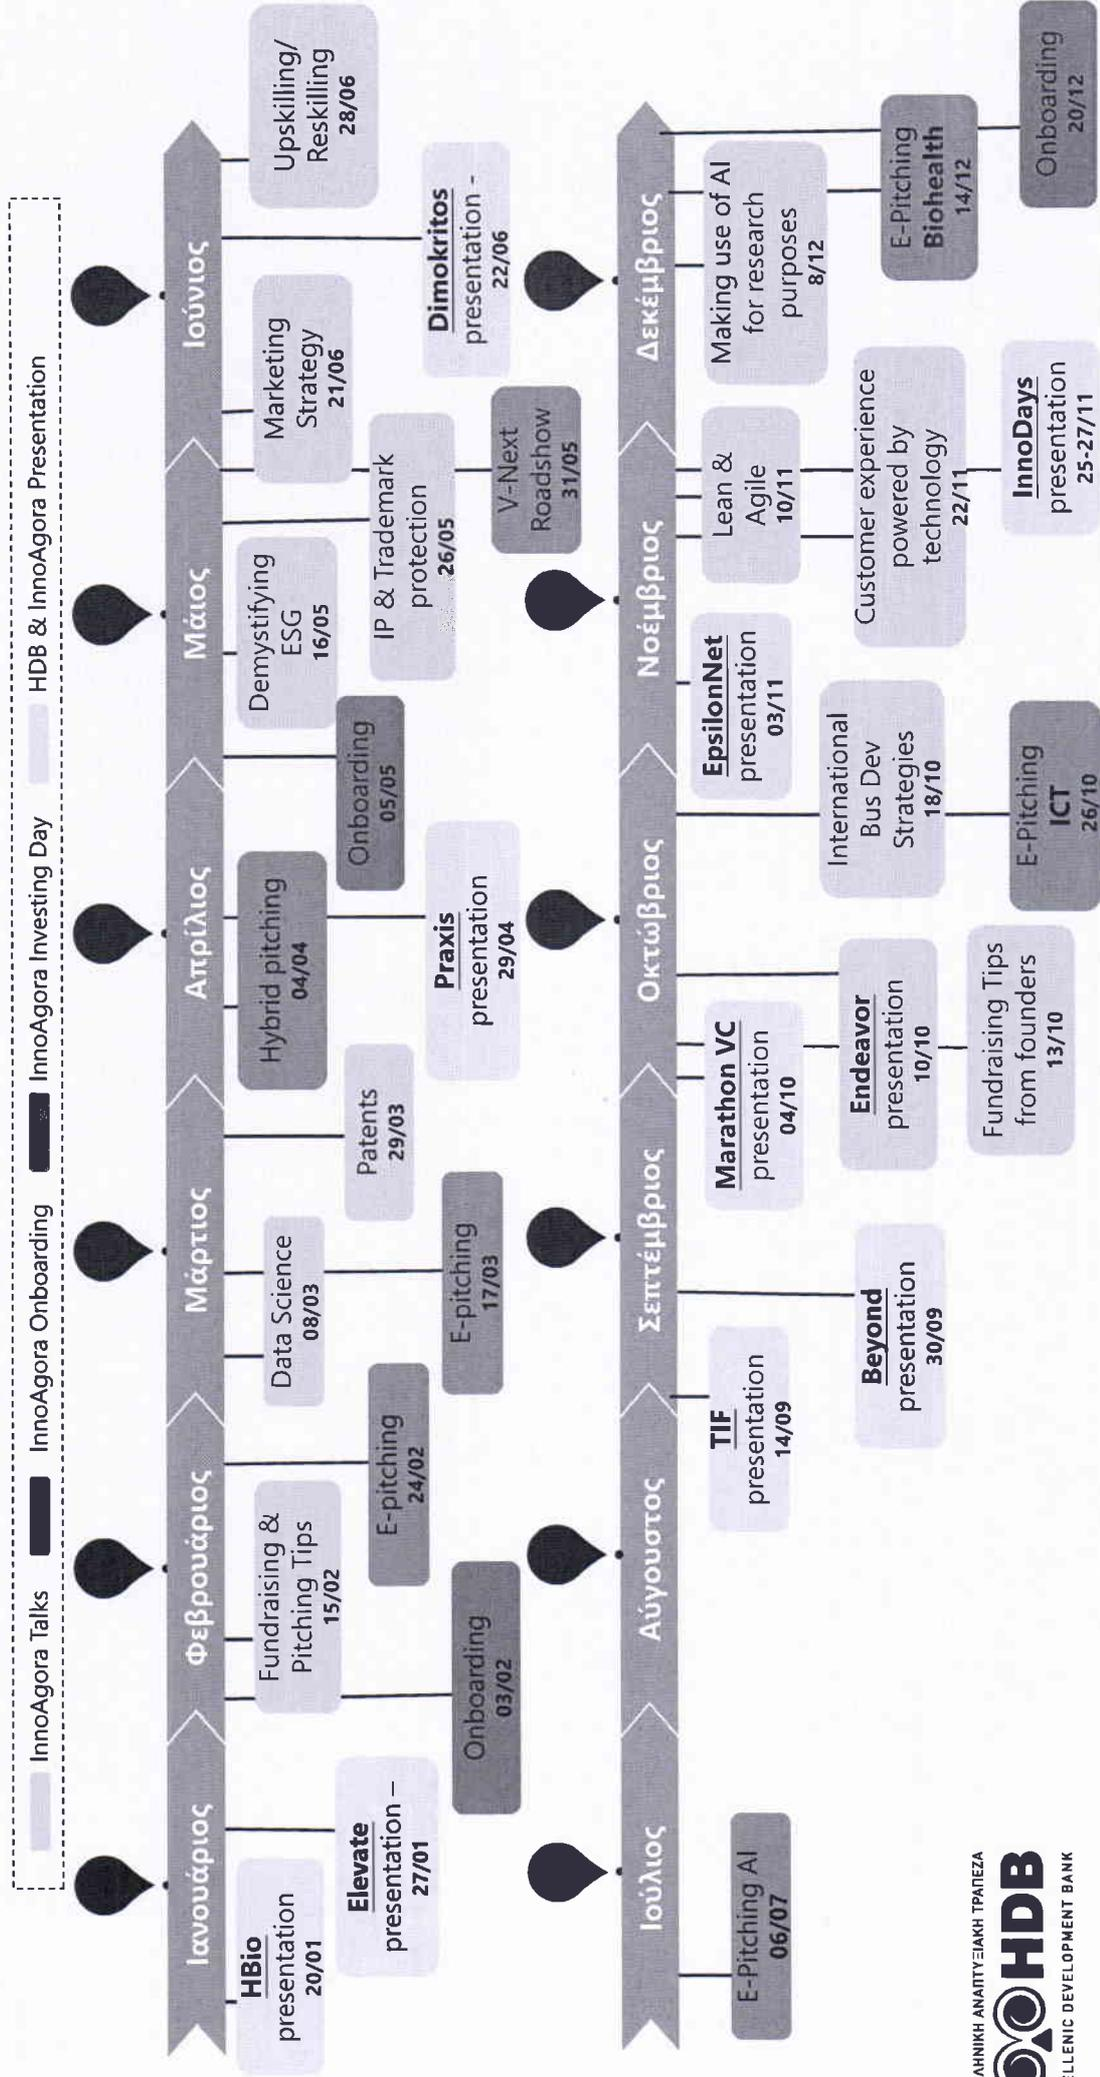 InnoAgora Talks
InnoAgora Onboarding
InnoAgora Investing Day
HDB & InnoAgora Presentation
Ιανουάριος
Φεβρουάριος
Μάρτιος
Απρίλιος
Μάιος
Ιούνιος
HBio
presentation
20/01
Elevate
presentation –
27/01
Onboarding
03/02
Fundraising &
Pitching Tips
15/02
E-pitching
24/02
Data Science
08/03
E-pitching
17/03
Patents
29/03
Hybrid pitching
04/04
Praxis
presentation
29/04
Onboarding
05/05
Demystifying
ESG
16/05
IP & Trademark
protection
26/05
V-Next
Roadshow
31/05
Marketing
Strategy
21/06
Dimokritos
presentation -
22/06
Upskilling/
Reskilling
28/06
Ιούλιος
Αύγουστος
Σεπτέμβριος
Οκτώβριος
Νοέμβριος
Δεκέμβριος
E-Pitching AI
06/07
TIF
presentation
14/09
Beyond
presentation
30/09
Marathon VC
presentation
04/10
Endeavor
presentation
10/10
Fundraising Tips
from founders
13/10
International
Bus Dev
Strategies
18/10
E-Pitching
ICT
26/10
EpsilonNet
presentation
03/11
Lean &
Agile
10/11
Customer experience
powered by
technology
22/11
InnoDays
presentation
25-27/11
Making use of AI
for research
purposes
8/12
E-Pitching
Biohealth
14/12
Onboarding
20/12
ΛΗΝΙΚΗ ΑΝΑΠΤΥΞΙΑΚΗ ΤΡΑΠΕΖΑ
HDB
ELLENIC DEVELOPMENT BANK